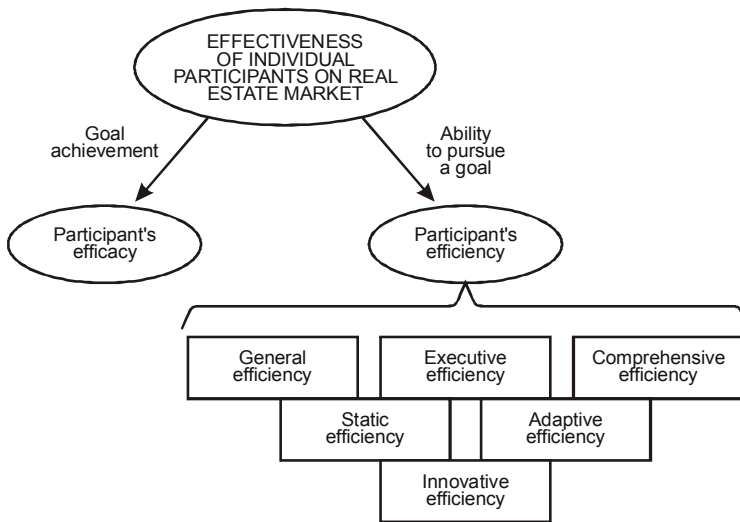 EFFECTIVENESS
OF INDIVIDUAL
PARTICIPANTS ON REAL
ESTATE MARKET
Goal
achievement
Ability
to pursue
a goal
Participant's
efficacy
Participant's
efficiency
General
efficiency
Executive
efficiency
Comprehensive
efficiency
Static
efficiency
Adaptive
efficiency
Innovative
efficiency